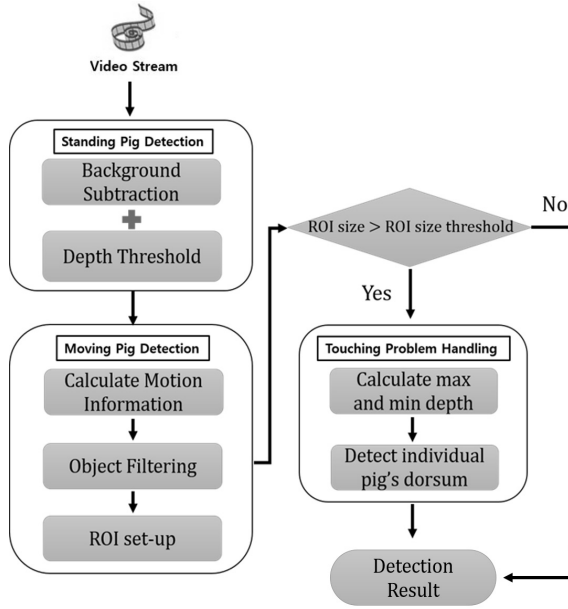 Video Stream
Standing Pig Detection
Background
Subtraction
Depth Threshold
Moving Pig Detection
Calculate Motion
Information
Object Filtering
ROI set-up
ROI size > ROI size threshold
No
Yes
Touching Problem Handling
Calculate max
and min depth
Detect individual
pig's dorsum
Detection
Result